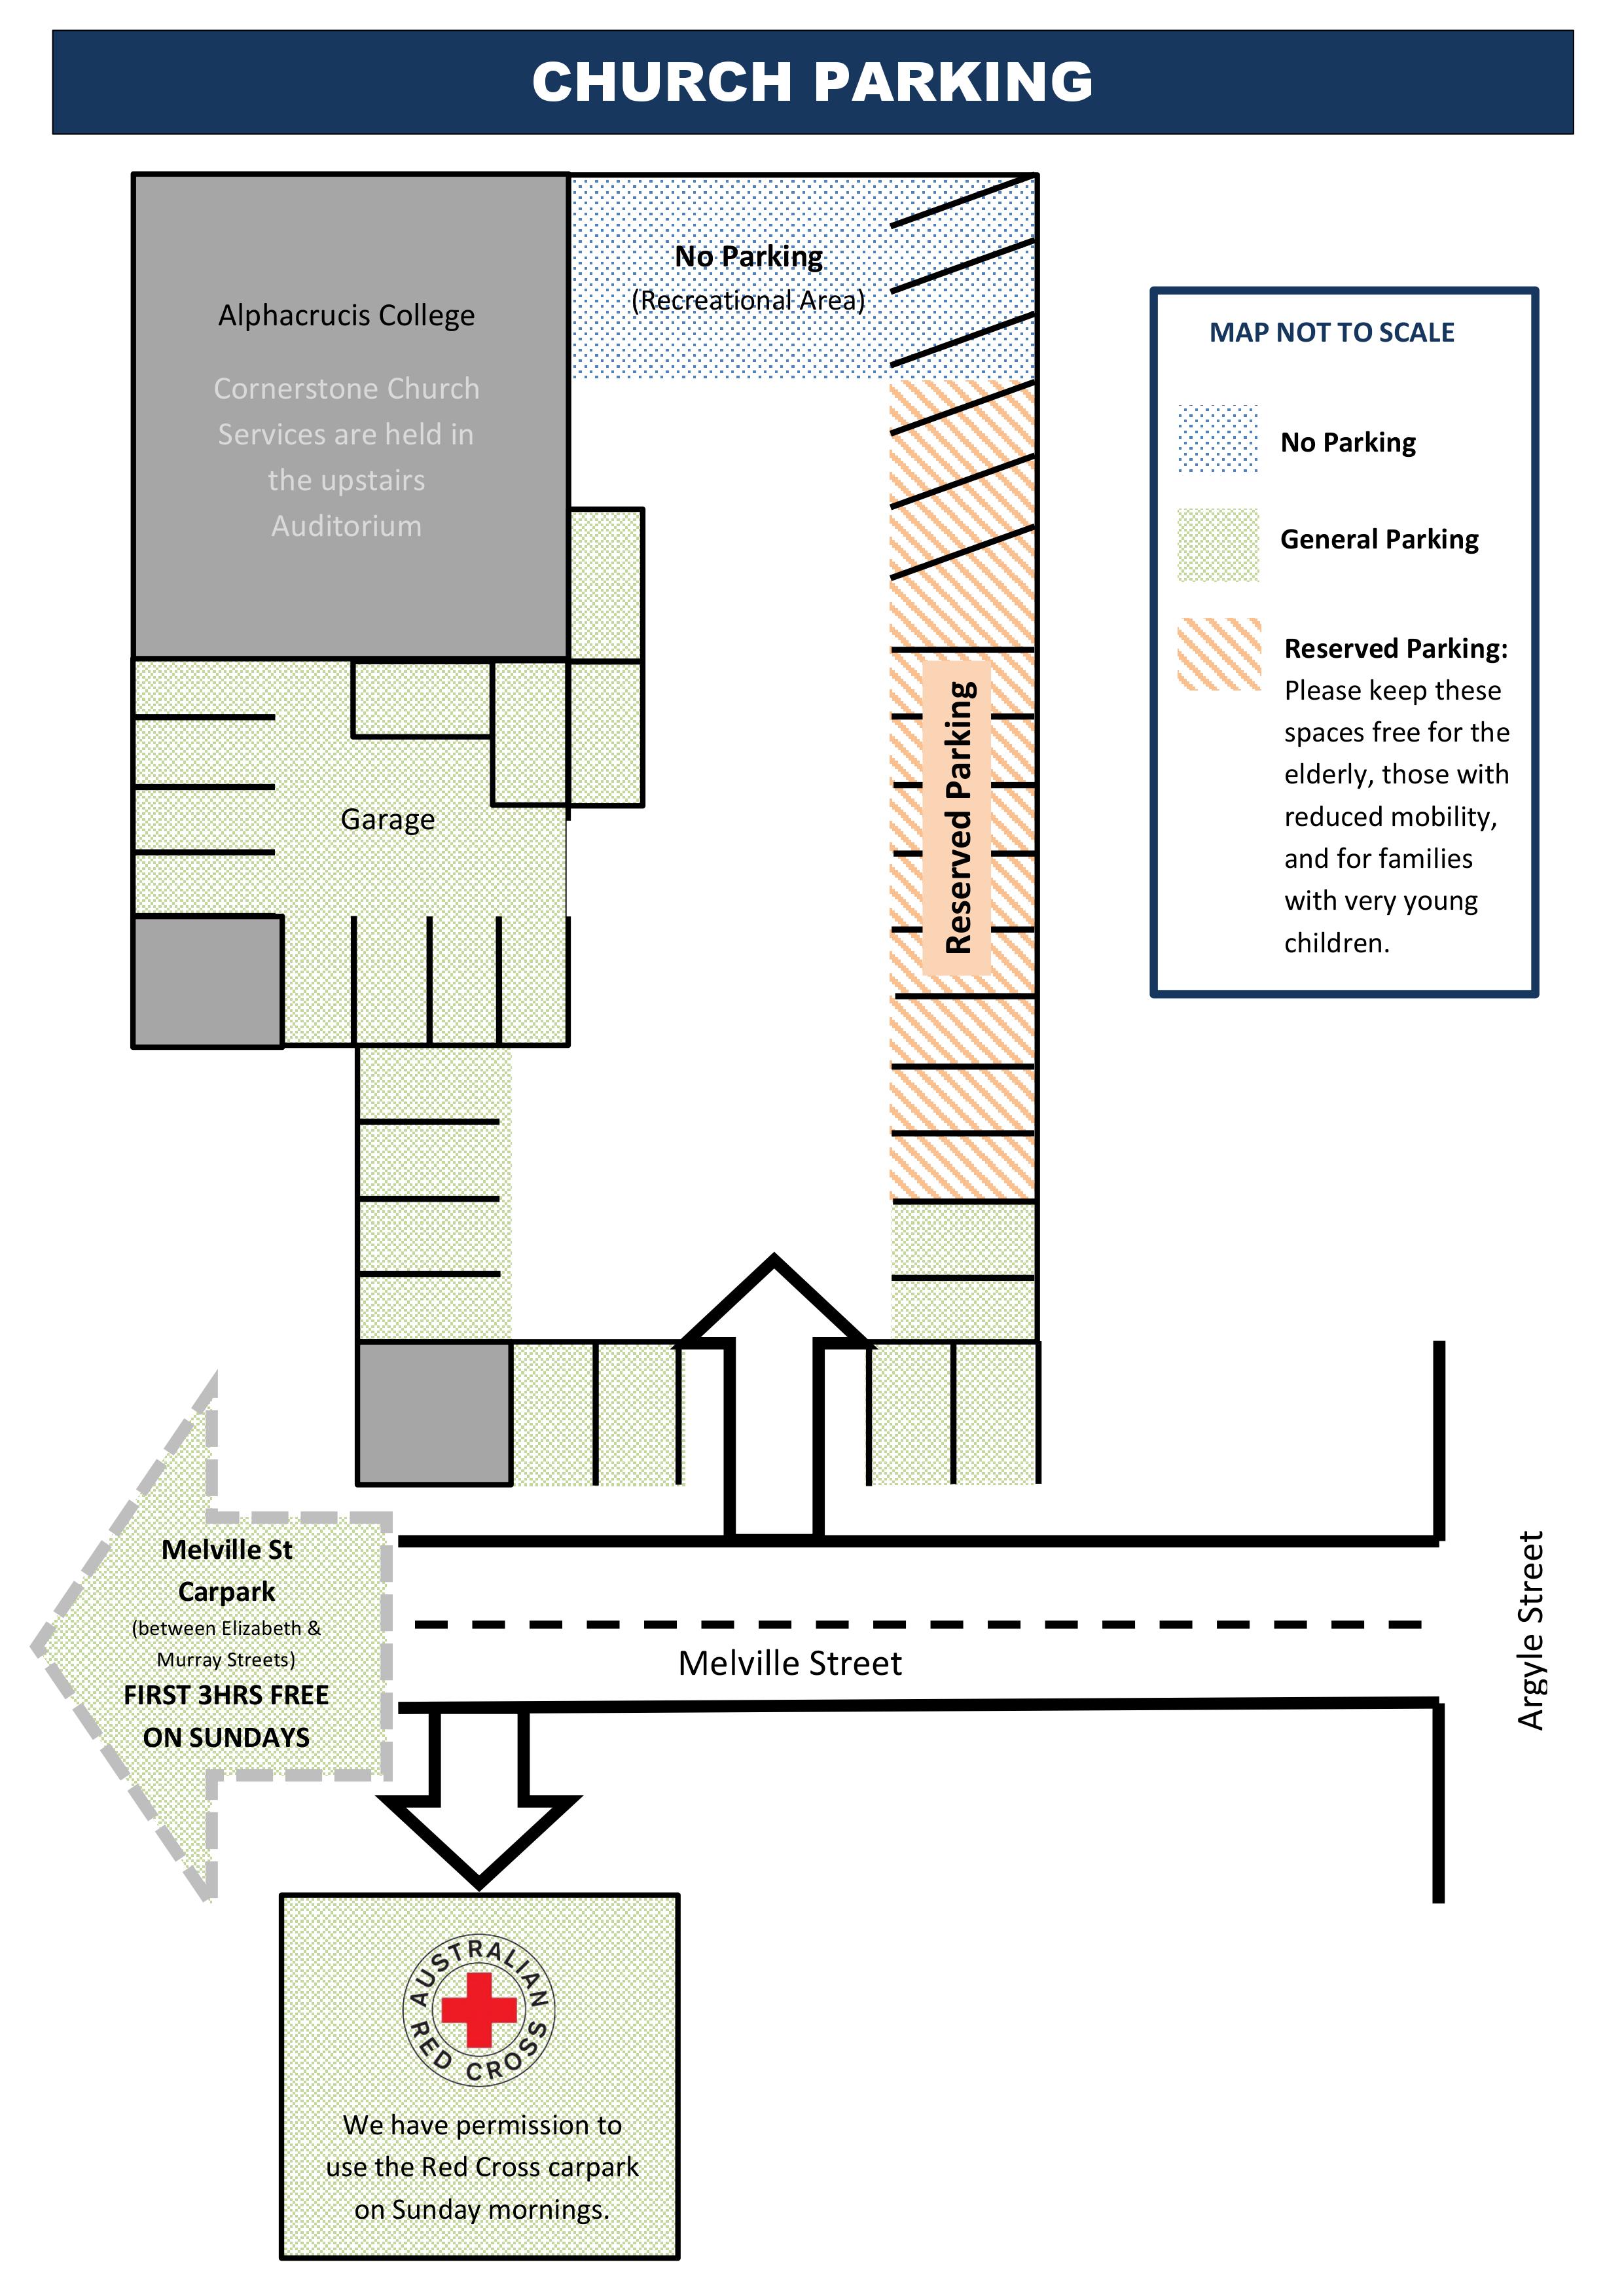 CHURCH PARKING
No Parking
(Recreational Area)
Alphacrucis College
Cornerstone Church
Services are held in
the upstairs
Auditorium
MAP NOT TO SCALE
No Parking
General Parking
Reserved Parking:
Please keep these
spaces free for the
elderly, those with
reduced mobility,
and for families
with very young
children.
Reserved Parking
Garage
Melville St
Carpark
(between Elizabeth &
Murray Streets)
FIRST 3HRS FREE
ON SUNDAYS
Melville Street
Argyle Street
AUSTRALIAN
RED CROSS
We have permission to
use the Red Cross carpark
on Sunday mornings.